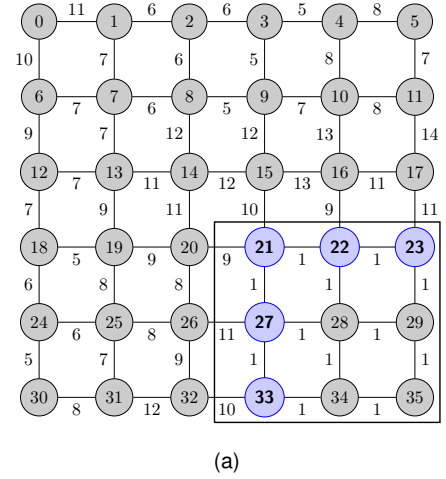 0 11 1 6 2 6 3 5 4 8 5
10 7 6 5 8 7
6 7 7 6 8 5 9 7 10 8 11
9 7 12 12 13 14
12 7 13 11 14 12 15 13 16 11 17
7 9 11 10 9 11
18 5 19 9 20 9 21 1 22 1 23
6 8 8 1 1 1
24 6 25 8 26 11 27 1 28 1 29
5 7 9 1 1 1
30 8 31 12 32 10 33 1 34 1 35
(a)